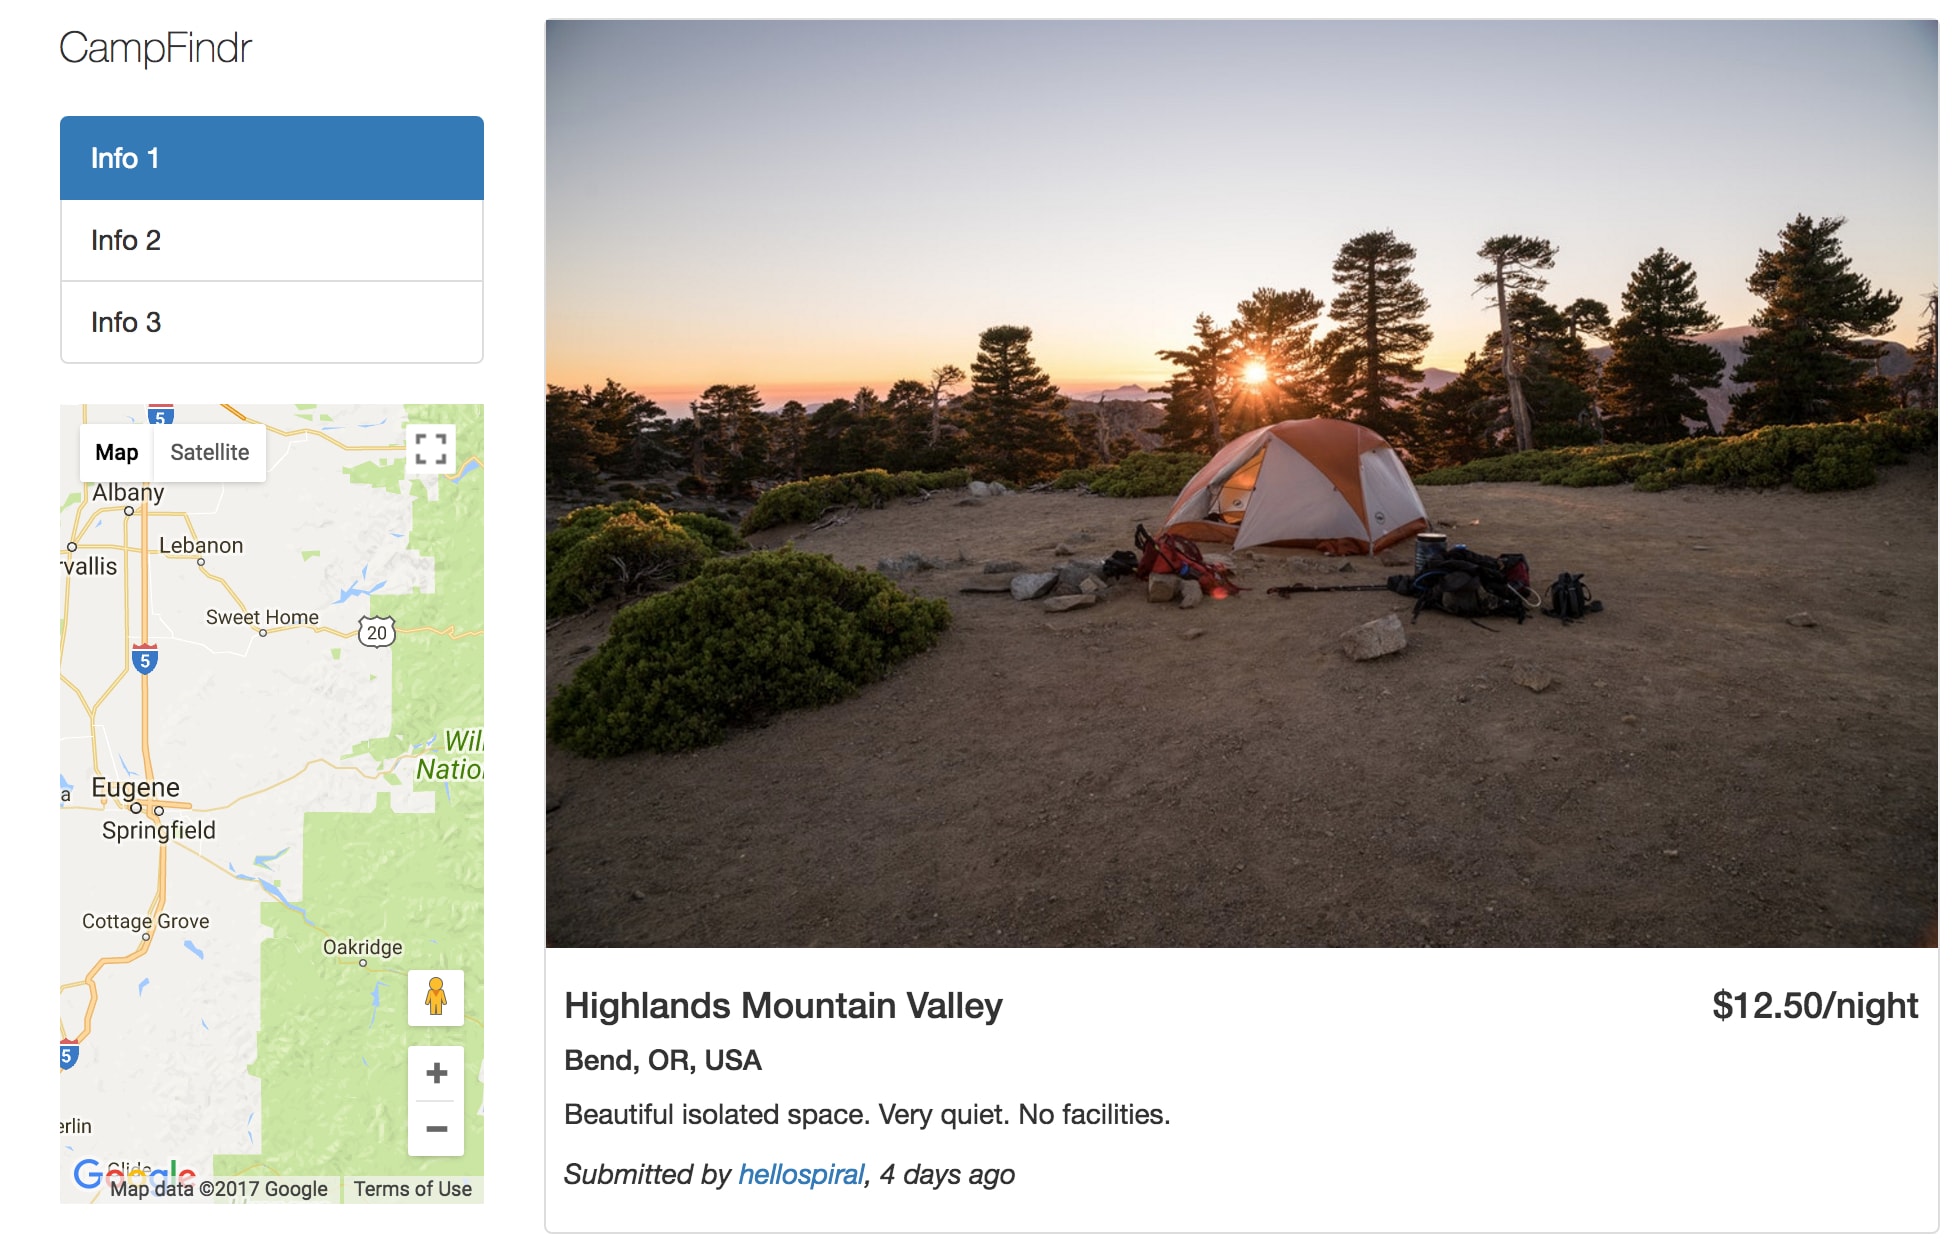 CampFindr
Info 1
Info 2
Info 3
5
Map
Satellite
Albany
Lebanon
rvallis
Sweet Home
20
5
Will
Natio
Eugene
a
Springfield
Cottage Grove
Oakridge
5
erlin
Glide
Google
Map data ©2017 Google
Terms of Use
Highlands Mountain Valley
$12.50/night
Bend, OR, USA
Beautiful isolated space. Very quiet. No facilities.
Submitted by hellospiral, 4 days ago